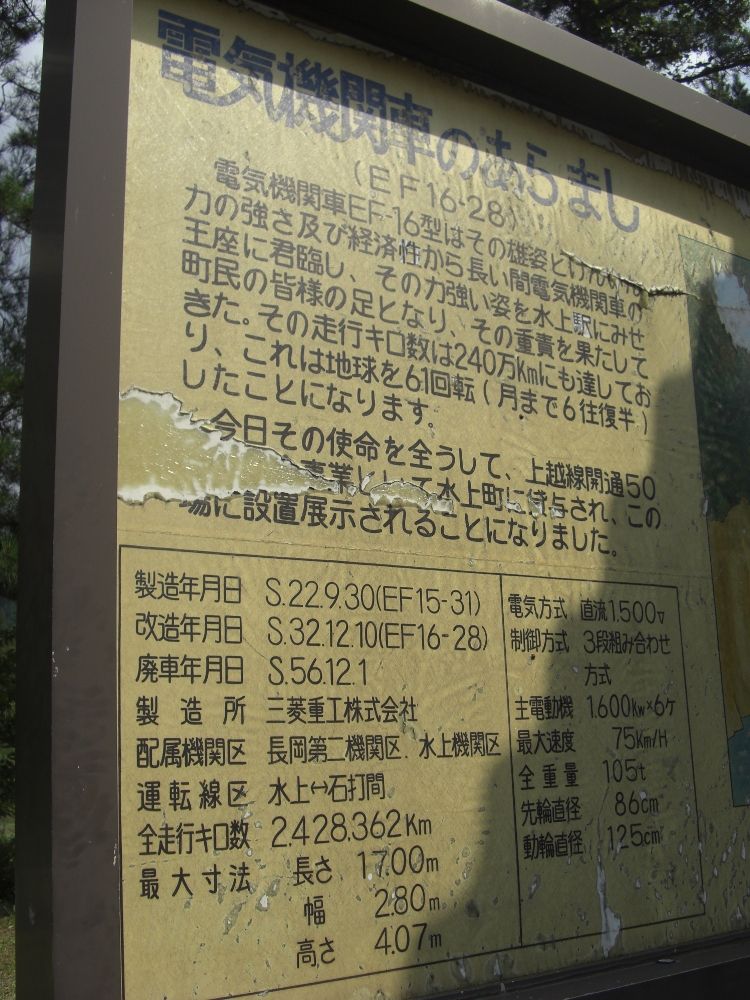 電気機関車のあらまし
(EF16-28)
電気機関車EF-16型はその雄姿とけんいん
力の強さ及び経済性から長い間電気機関車の
王座に君臨し、その力強い姿を水上駅にみせ
町民の皆様の足となり、その重責を果たして
きた。その走行キロ数は240万Kmにも達してお
り、これは地球を61回転(月まで6往復半)
したことになります。
今日その使命を全うして、上越線開通50
事業として水上町に貸与され、この
場に設置展示されることになりました。
製造年月日 S.22.9.30(EF15-31)
改造年月日 S.32.12.10(EF16-28)
廃車年月日 S.56.12.1
製造所 三菱重工株式会社
配属機関区 長岡第二機関区、水上機関区
運転線区 水上↔石打間
全走行キロ数 2.428.362Km
最大寸法 長さ 17.00m
幅 2.80m
高さ 4.07m
電気方式 直流1.500V
制御方式 3段組み合わせ
方式
主電動機 1.600Kw×6ケ
最大速度 75Km/H
全重量 105t
先輪直径 86cm
動輪直径 125cm